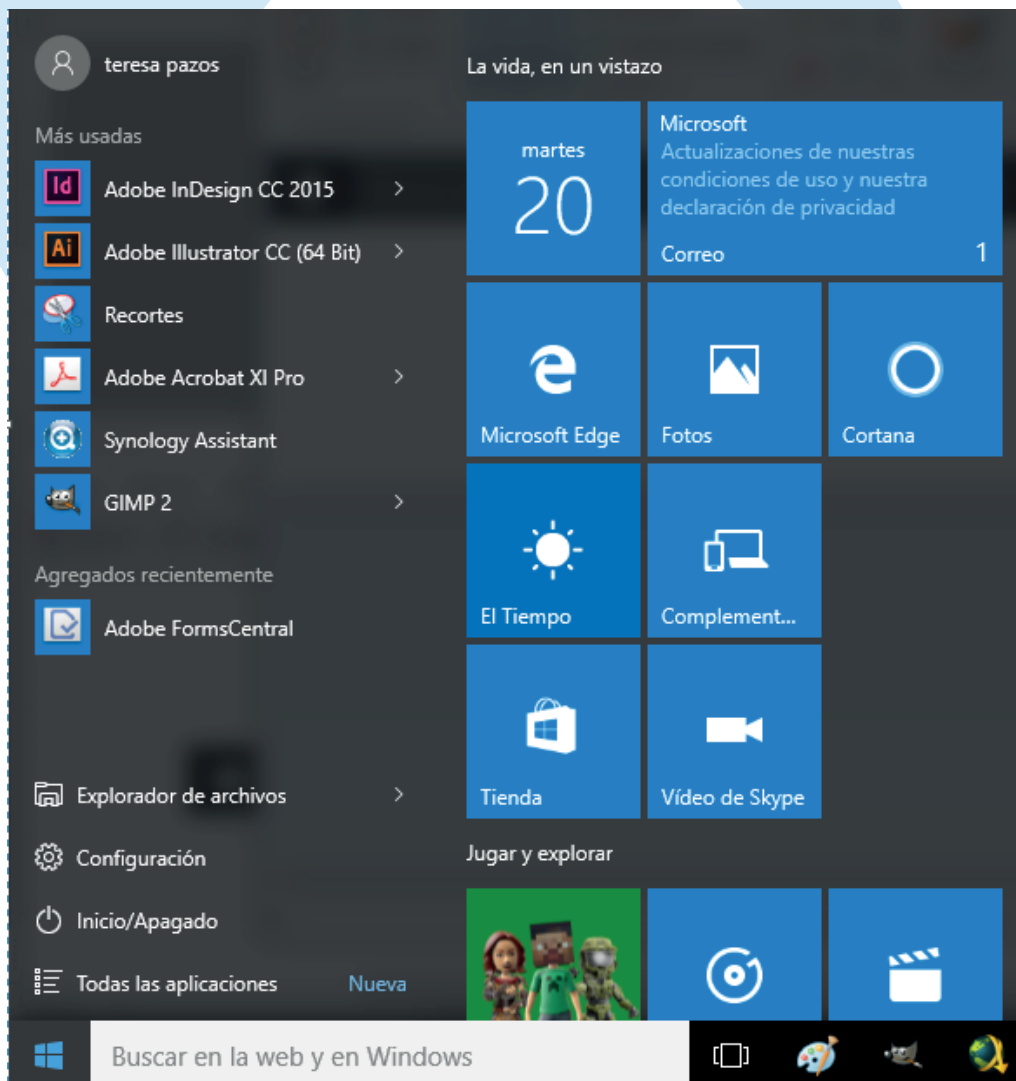 teresa pazos
Más usadas
Id
Adobe InDesign CC 2015
Ai
Adobe Illustrator CC (64 Bit)
Recortes
Adobe Acrobat XI Pro
Synology Assistant
GIMP 2
Agregados recientemente
Adobe FormsCentral
Explorador de archivos
Configuración
Inicio/Apagado
Todas las aplicaciones
Nueva
La vida, en un vistazo
martes
20
Microsoft
Actualizaciones de nuestras
condiciones de uso y nuestra
declaración de privacidad
Correo
1
Microsoft Edge
Fotos
Cortana
El Tiempo
Complement...
Tienda
Vídeo de Skype
Jugar y explorar
Buscar en la web y en Windows